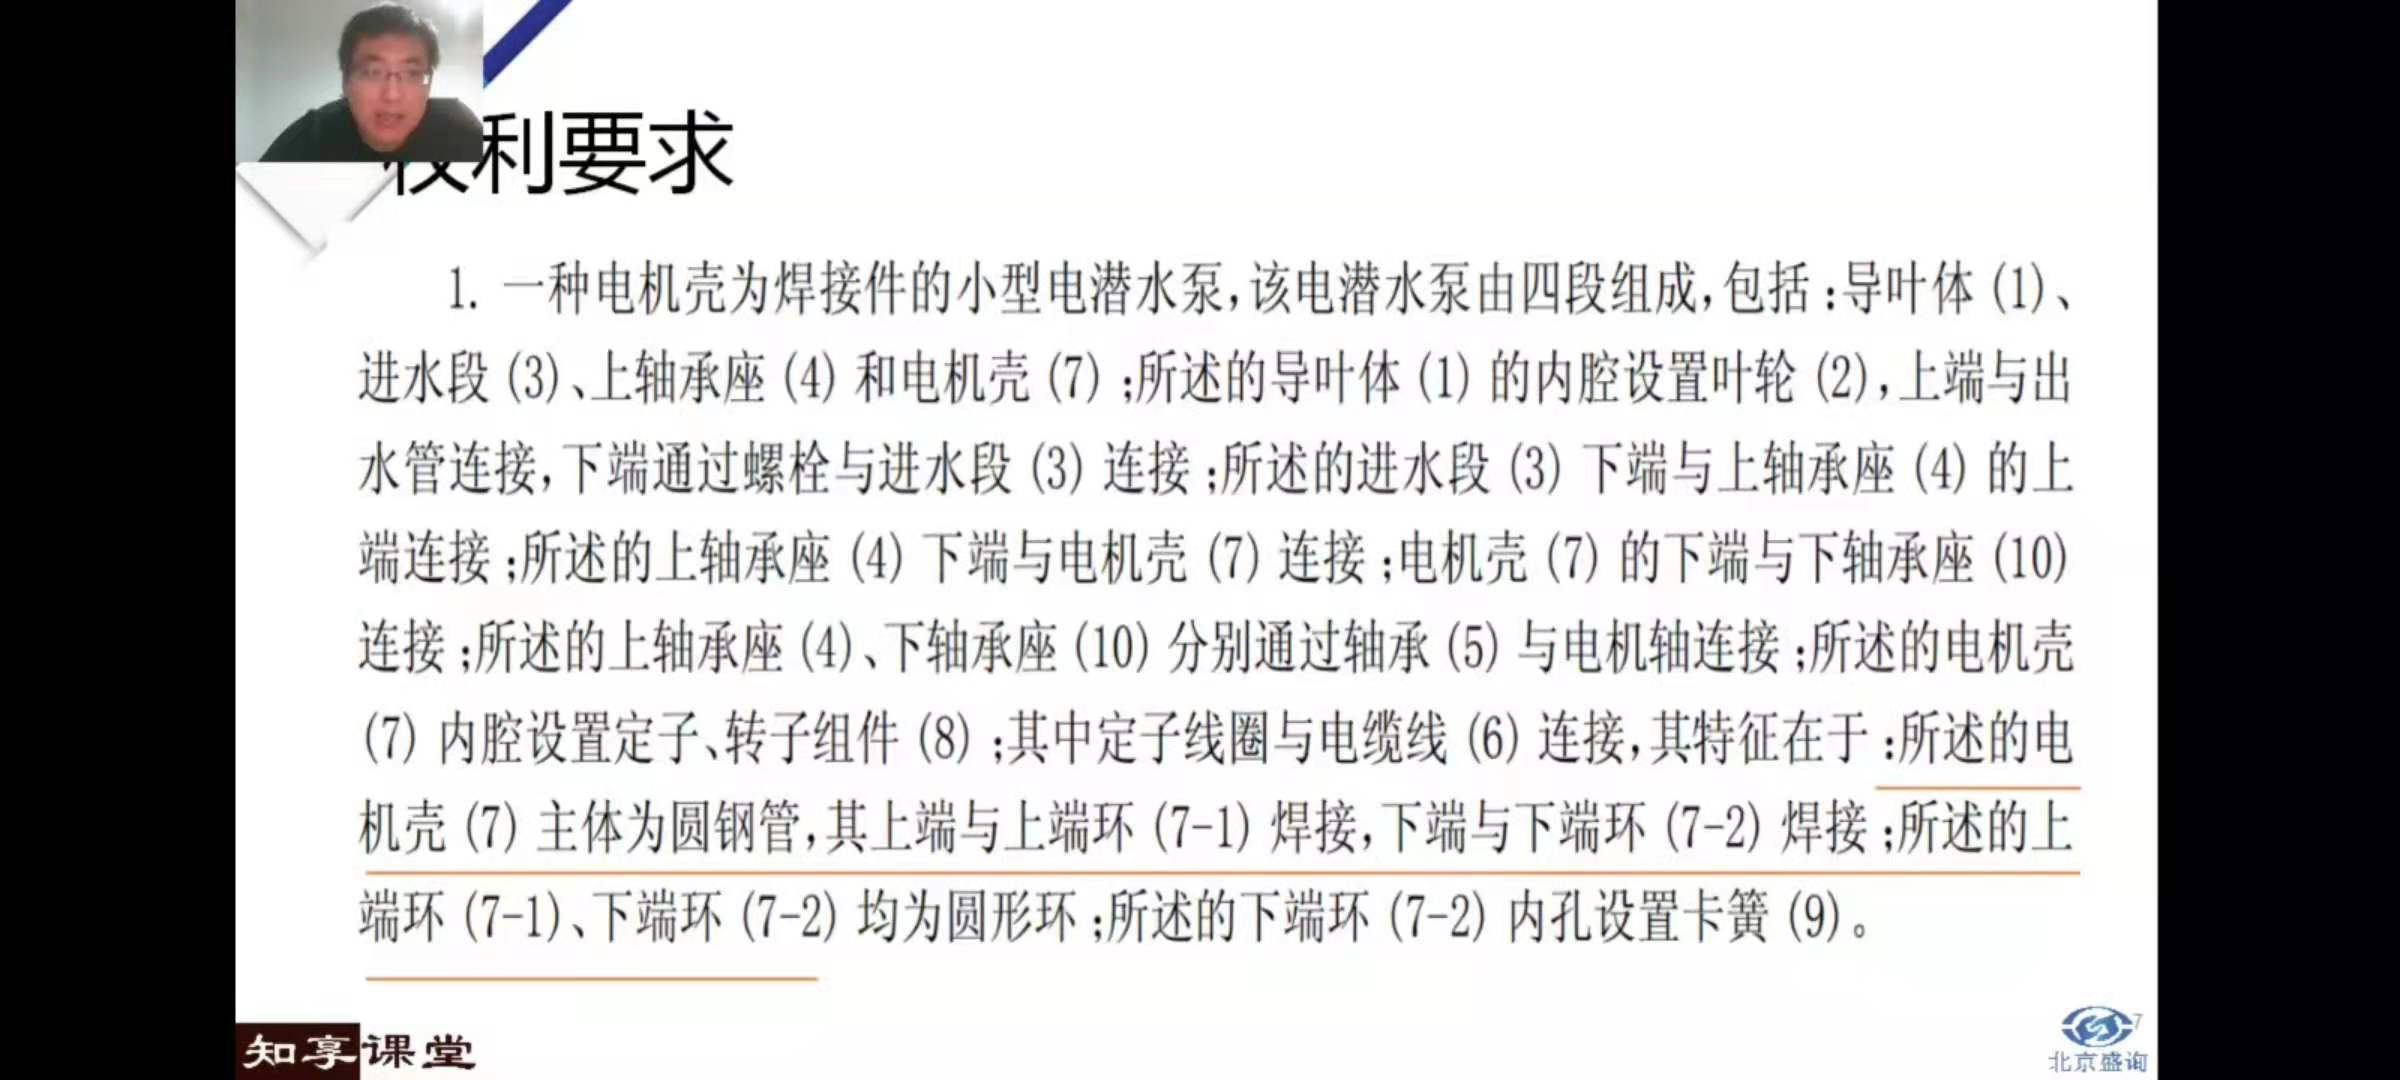 权利要求
1. 一种电机壳为焊接件的小型电潜水泵,该电潜水泵由四段组成,包括:导叶体(1)、
进水段(3)、上轴承座(4)和电机壳(7);所述的导叶体(1)的内腔设置叶轮(2),上端与出
水管连接,下端通过螺栓与进水段(3)连接;所述的进水段(3)下端与上轴承座(4)的上
端连接;所述的上轴承座(4)下端与电机壳(7)连接;电机壳(7)的下端与下轴承座(10)
连接;所述的上轴承座(4)、下轴承座(10)分别通过轴承(5)与电机轴连接;所述的电机壳
(7)内腔设置定子、转子组件(8);其中定子线圈与电缆线(6)连接,其特征在于:所述的电
机壳(7)主体为圆钢管,其上端与上端环(7-1)焊接,下端与下端环(7-2)焊接;所述的上
端环(7-1)、下端环(7-2)均为圆形环;所述的下端环(7-2)内孔设置卡簧(9)。
知享课堂
7
北京盛询